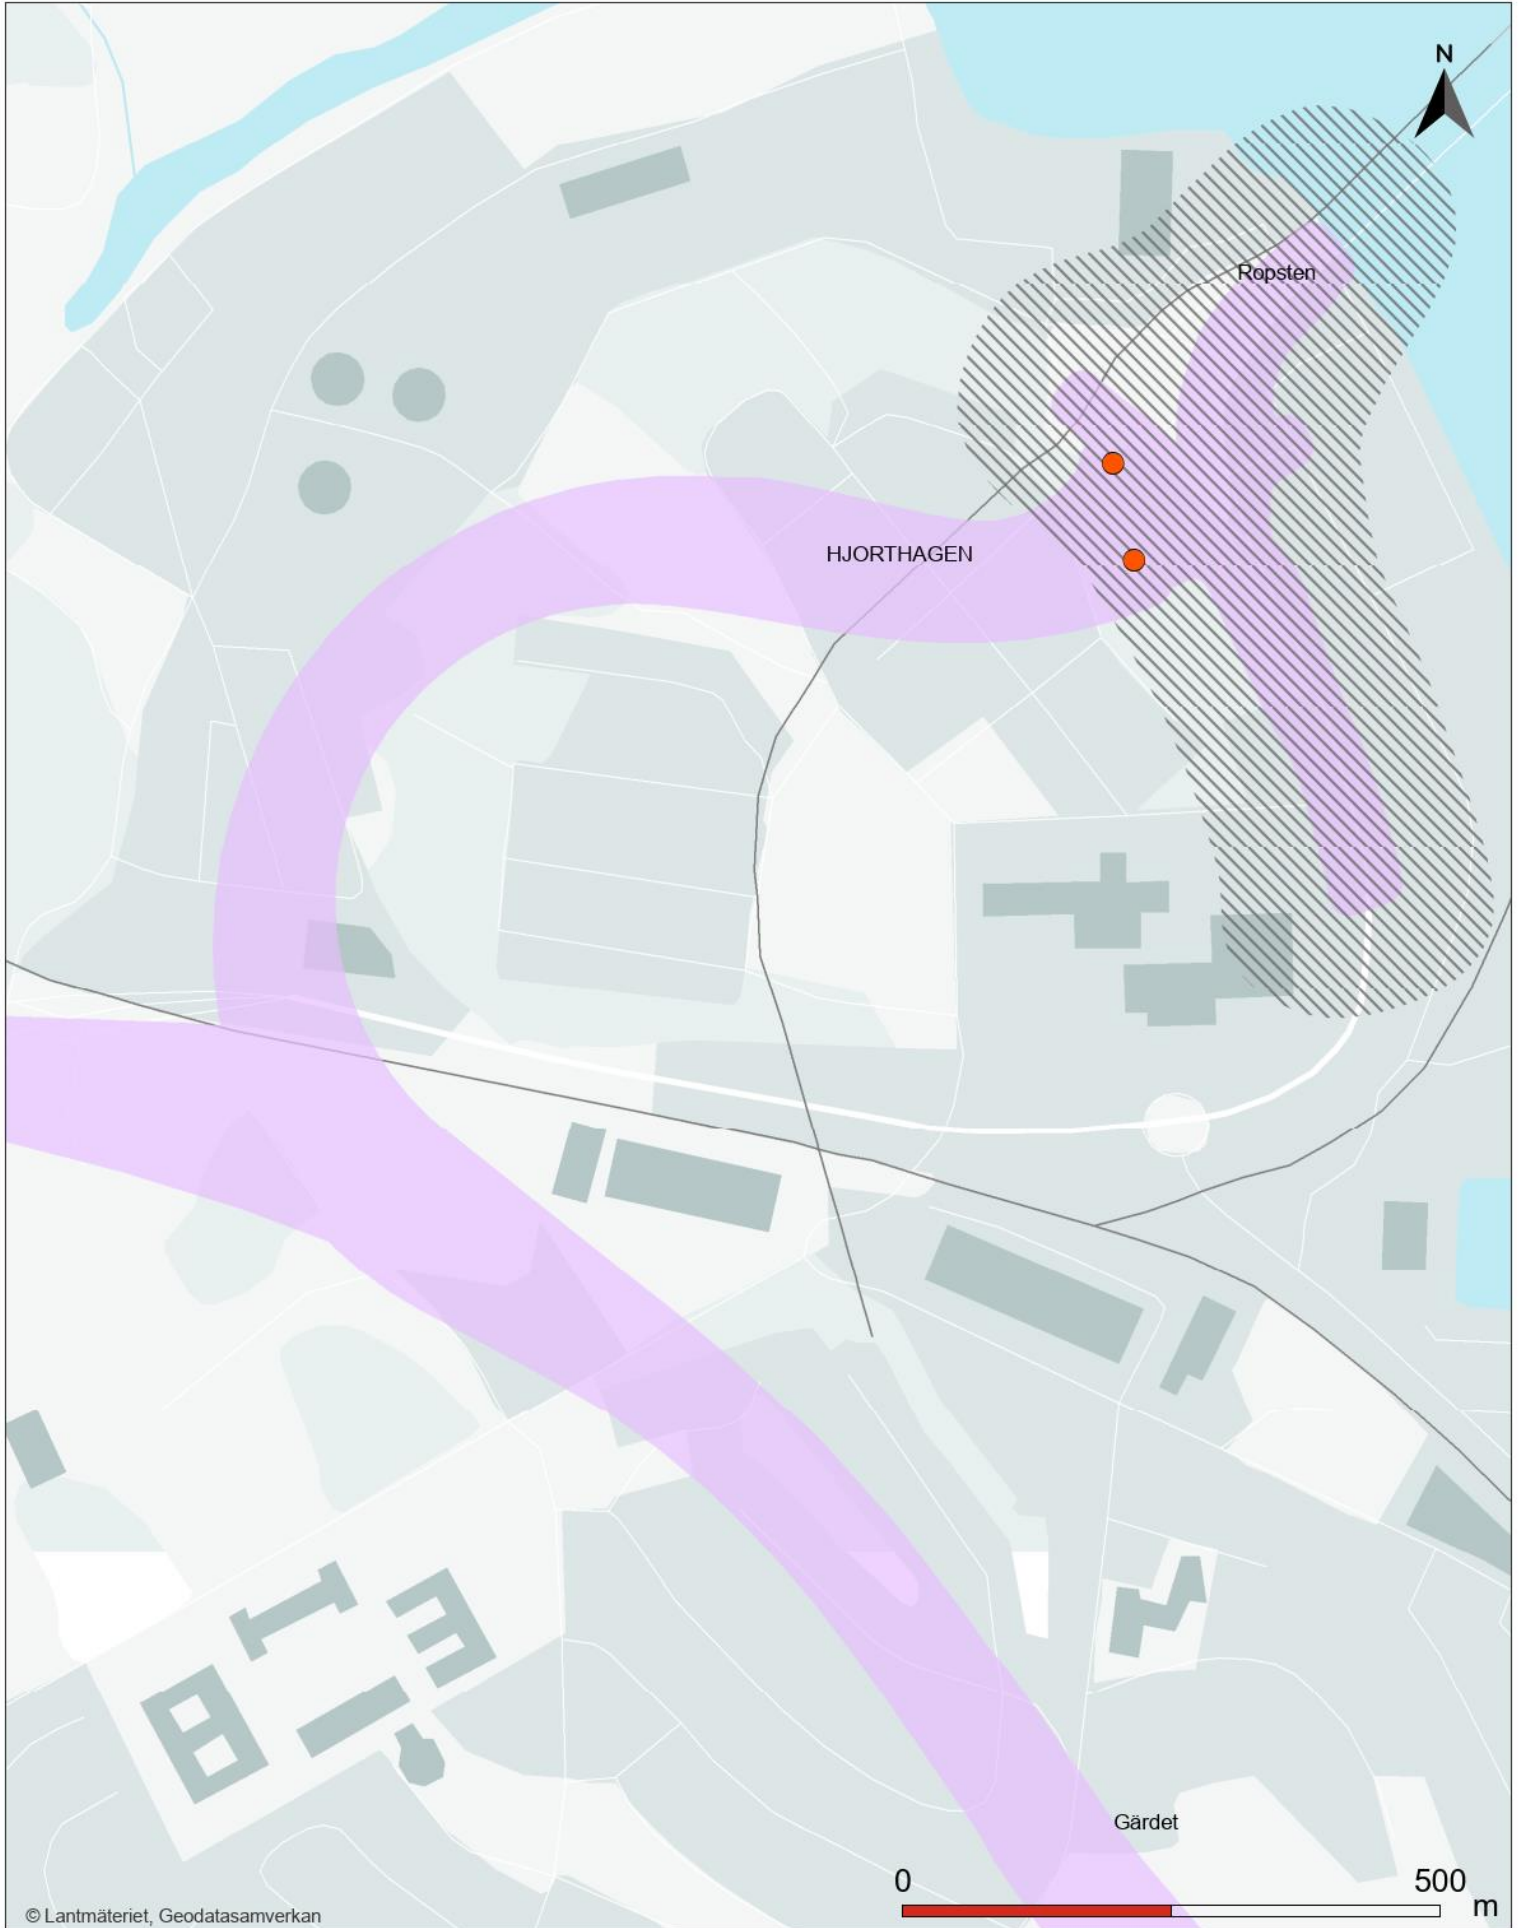 N
Ropsten
HJORTHAGEN
Gärdet
0 500 m
© Lantmäteriet, Geodatasamverkan